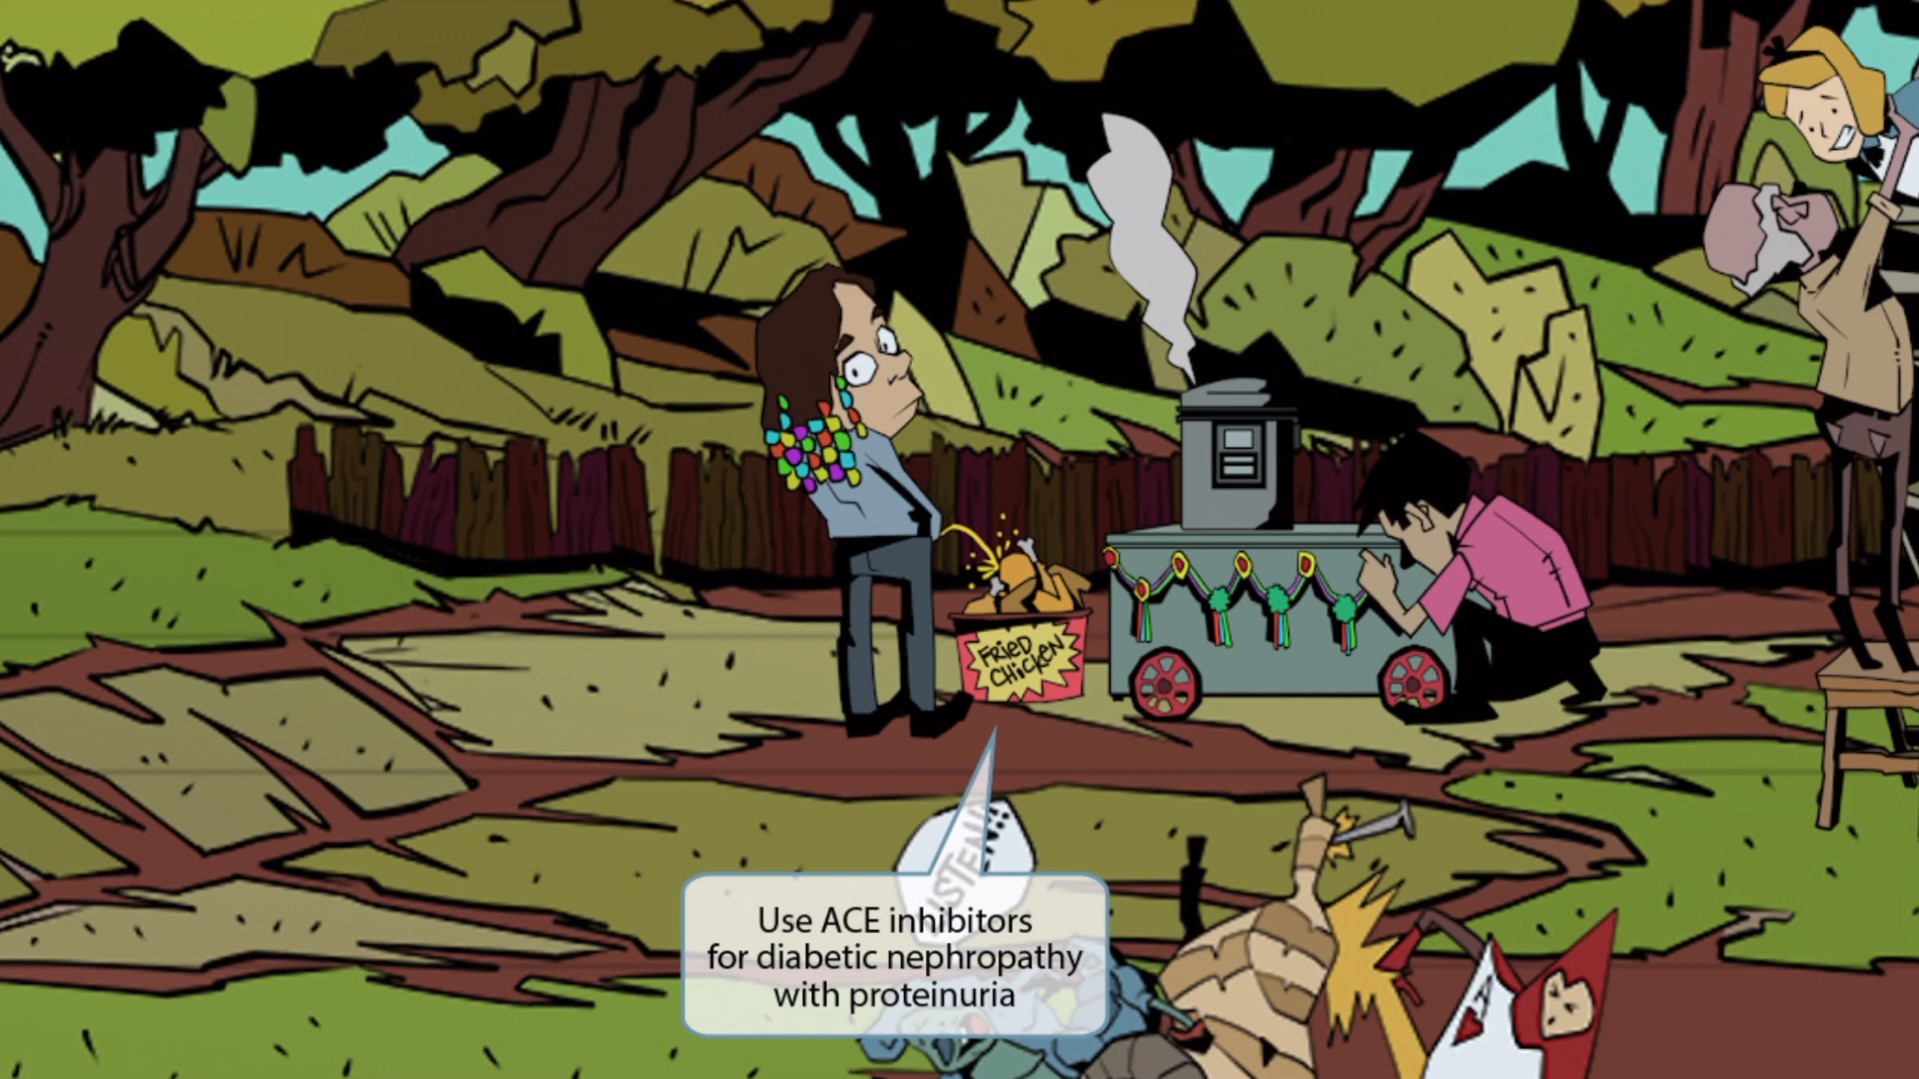 FRiED
CHiCKEN
Use ACE inhibitors
for diabetic nephropathy
with proteinuria